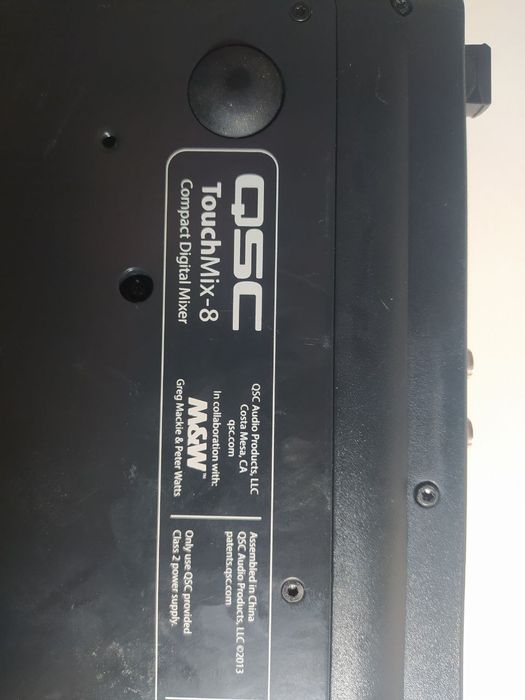 QSC
TouchMix-8
Compact Digital Mixer
QSC Audio Products, LLC
Costa Mesa, CA
qsc.com
In collaboration with:
M&W™
Greg Mackie & Peter Watts
Assembled in China
QSC Audio Products, LLC ©2013
patents.qsc.com
Only use QSC provided
Class 2 power supply.